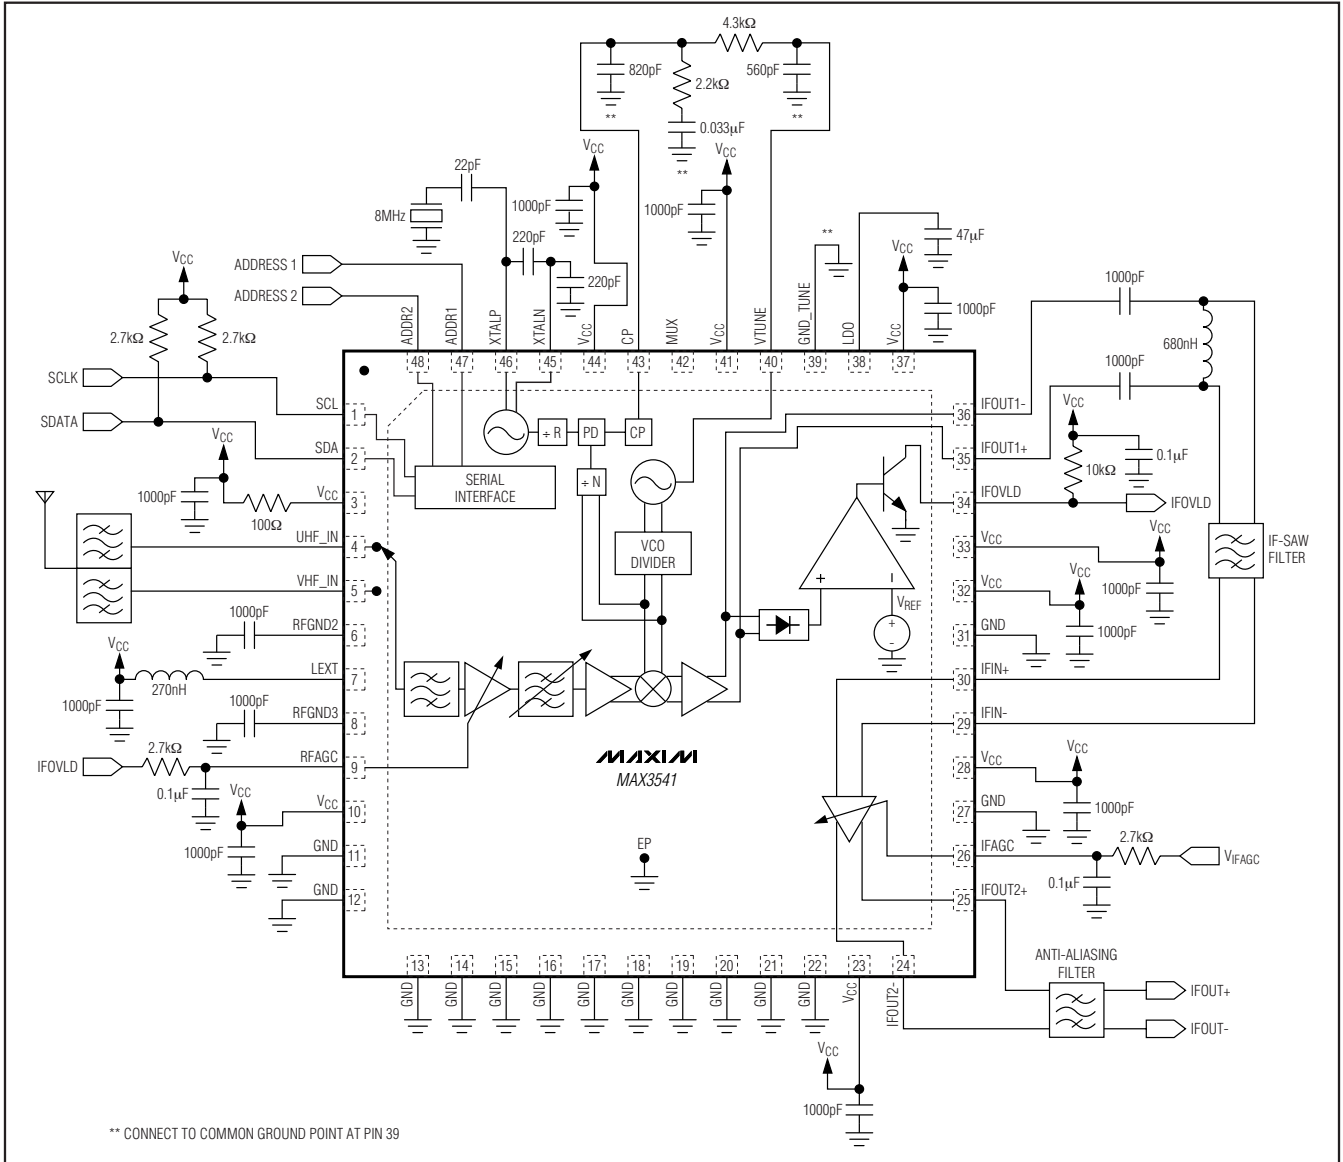 4.3kΩ
820pF
560pF
2.2kΩ
**
**
0.033µF
**
VCC
VCC
22pF
8MHz
1000pF
1000pF
**
47µF
220pF
220pF
VCC
1000pF
VCC
ADDRESS 1
ADDRESS 2
2.7kΩ
2.7kΩ
SCLK
SDATA
ADDR2
ADDR1
XTALP
XTALN
VCC
CP
MUX
VCC
VTUNE
GND_TUNE
LDO
VCC
48
47
46
45
44
43
42
41
40
39
38
37
1000pF
680nH
1000pF
SCL
1
SDA
2
VCC
3
UHF_IN
4
VHF_IN
5
RFGND2
6
LEXT
7
RFGND3
8
RFAGC
9
VCC
10
GND
11
GND
12
VCC
1000pF
100Ω
1000pF
VCC
270nH
1000pF
1000pF
IFOVLD
2.7kΩ
0.1µF
VCC
1000pF
÷ R
PD
CP
÷ N
SERIAL
INTERFACE
VCO
DIVIDER
+
–
VREF
+
-
MAXIM
MAX3541
EP
36
IFOUT1-
35
IFOUT1+
34
IFOVLD
33
VCC
32
VCC
31
GND
30
IFIN+
29
IFIN-
28
VCC
27
GND
26
IFAGC
25
IFOUT2+
VCC
0.1µF
10kΩ
IFOVLD
VCC
1000pF
VCC
1000pF
IF-SAW
FILTER
VCC
1000pF
2.7kΩ
VIFAGC
0.1µF
13
14
15
16
17
18
19
20
21
22
23
24
GND
GND
GND
GND
GND
GND
GND
GND
GND
GND
VCC
IFOUT2-
ANTI-ALIASING
FILTER
IFOUT+
IFOUT-
VCC
1000pF
** CONNECT TO COMMON GROUND POINT AT PIN 39